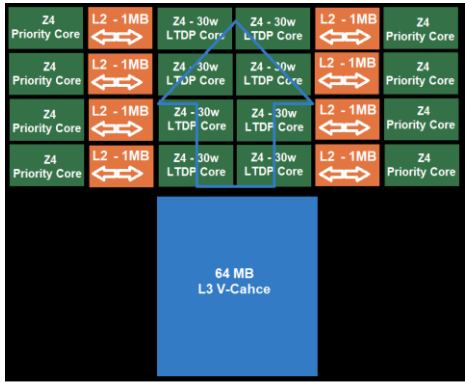 Z4
Priority Core
L2 - 1MB
Z4 - 30w
LTDP Core
Z4 - 30w
LTDP Core
L2 - 1MB
Z4
Priority Core
Z4
Priority Core
L2 - 1MB
Z4 - 30w
LTDP Core
Z4 - 30w
LTDP Core
L2 - 1MB
Z4
Priority Core
Z4
Priority Core
L2 - 1MB
Z4 - 30w
LTDP Core
Z4 - 30w
LTDP Core
L2 - 1MB
Z4
Priority Core
Z4
Priority Core
L2 - 1MB
Z4 - 30w
LTDP Core
Z4 - 30w
LTDP Core
L2 - 1MB
Z4
Priority Core
64 MB
L3 V-Cahce